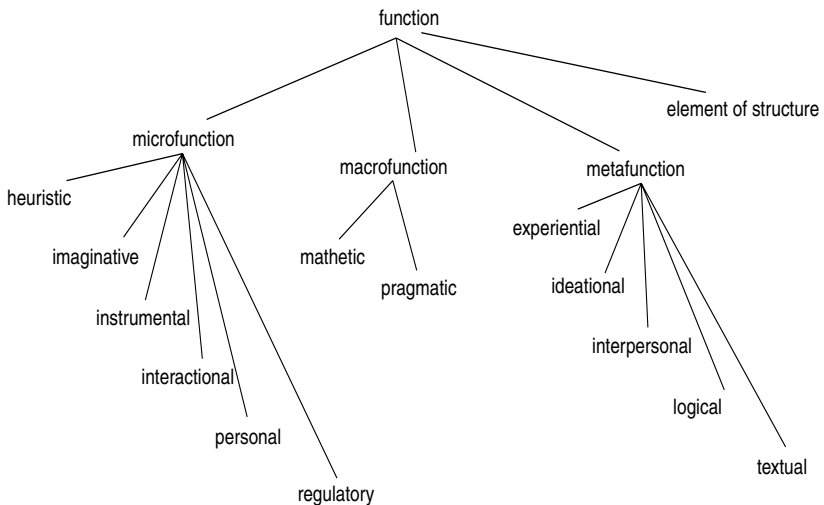 function
element of structure
microfunction
macrofunction
metafunction
heuristic
imaginative
instrumental
interactional
personal
regulatory
mathetic
pragmatic
experiential
ideational
interpersonal
logical
textual